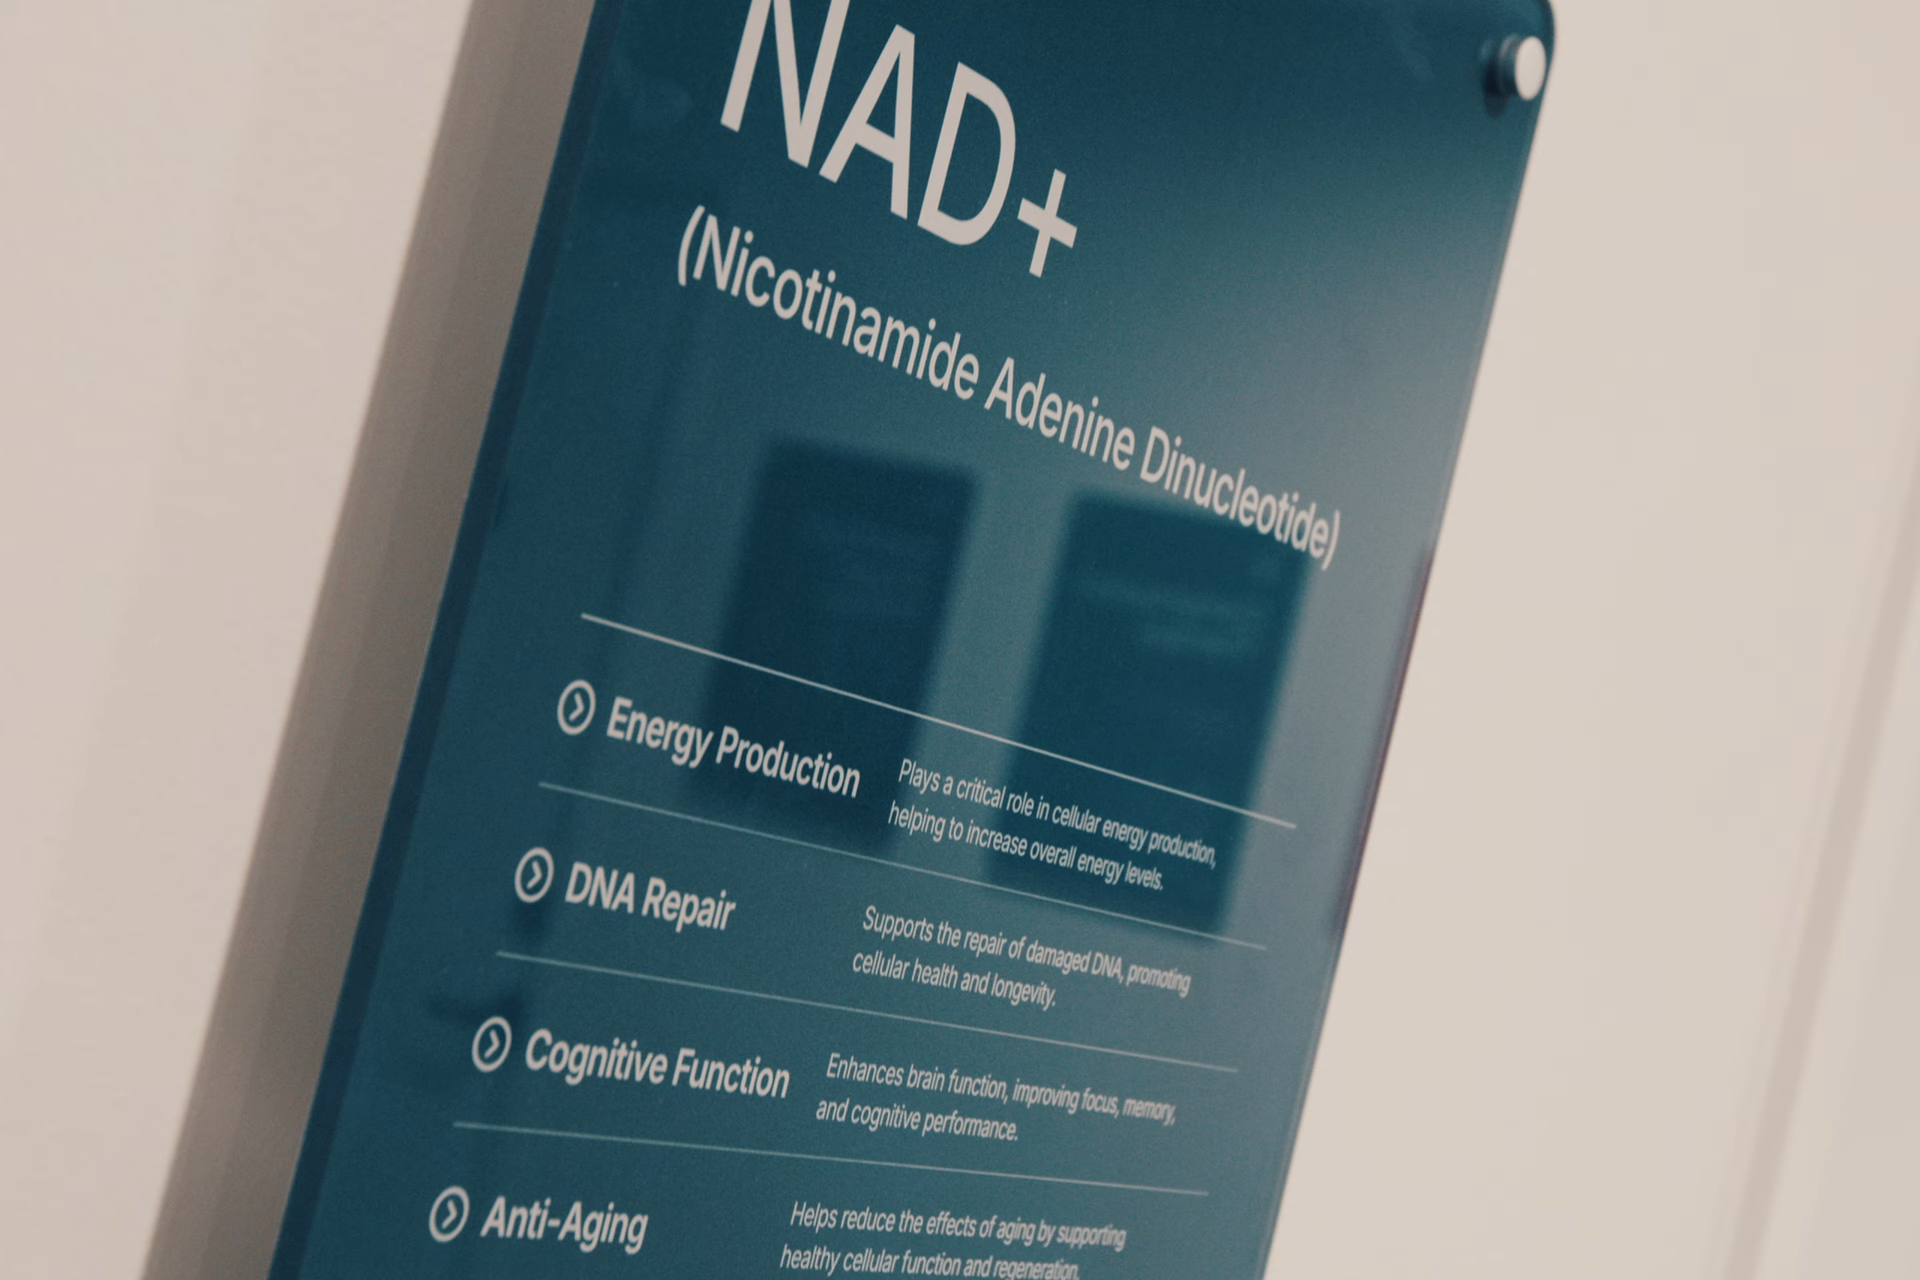 NAD+
(Nicotinamide Adenine Dinucleotide)
Energy Production
Plays a critical role in cellular energy production,
helping to increase overall energy levels.
DNA Repair
Supports the repair of damaged DNA, promoting
cellular health and longevity.
Cognitive Function
Enhances brain function, improving focus, memory,
and cognitive performance.
Anti-Aging
Helps reduce the effects of aging by supporting
healthy cellular function and regeneration.